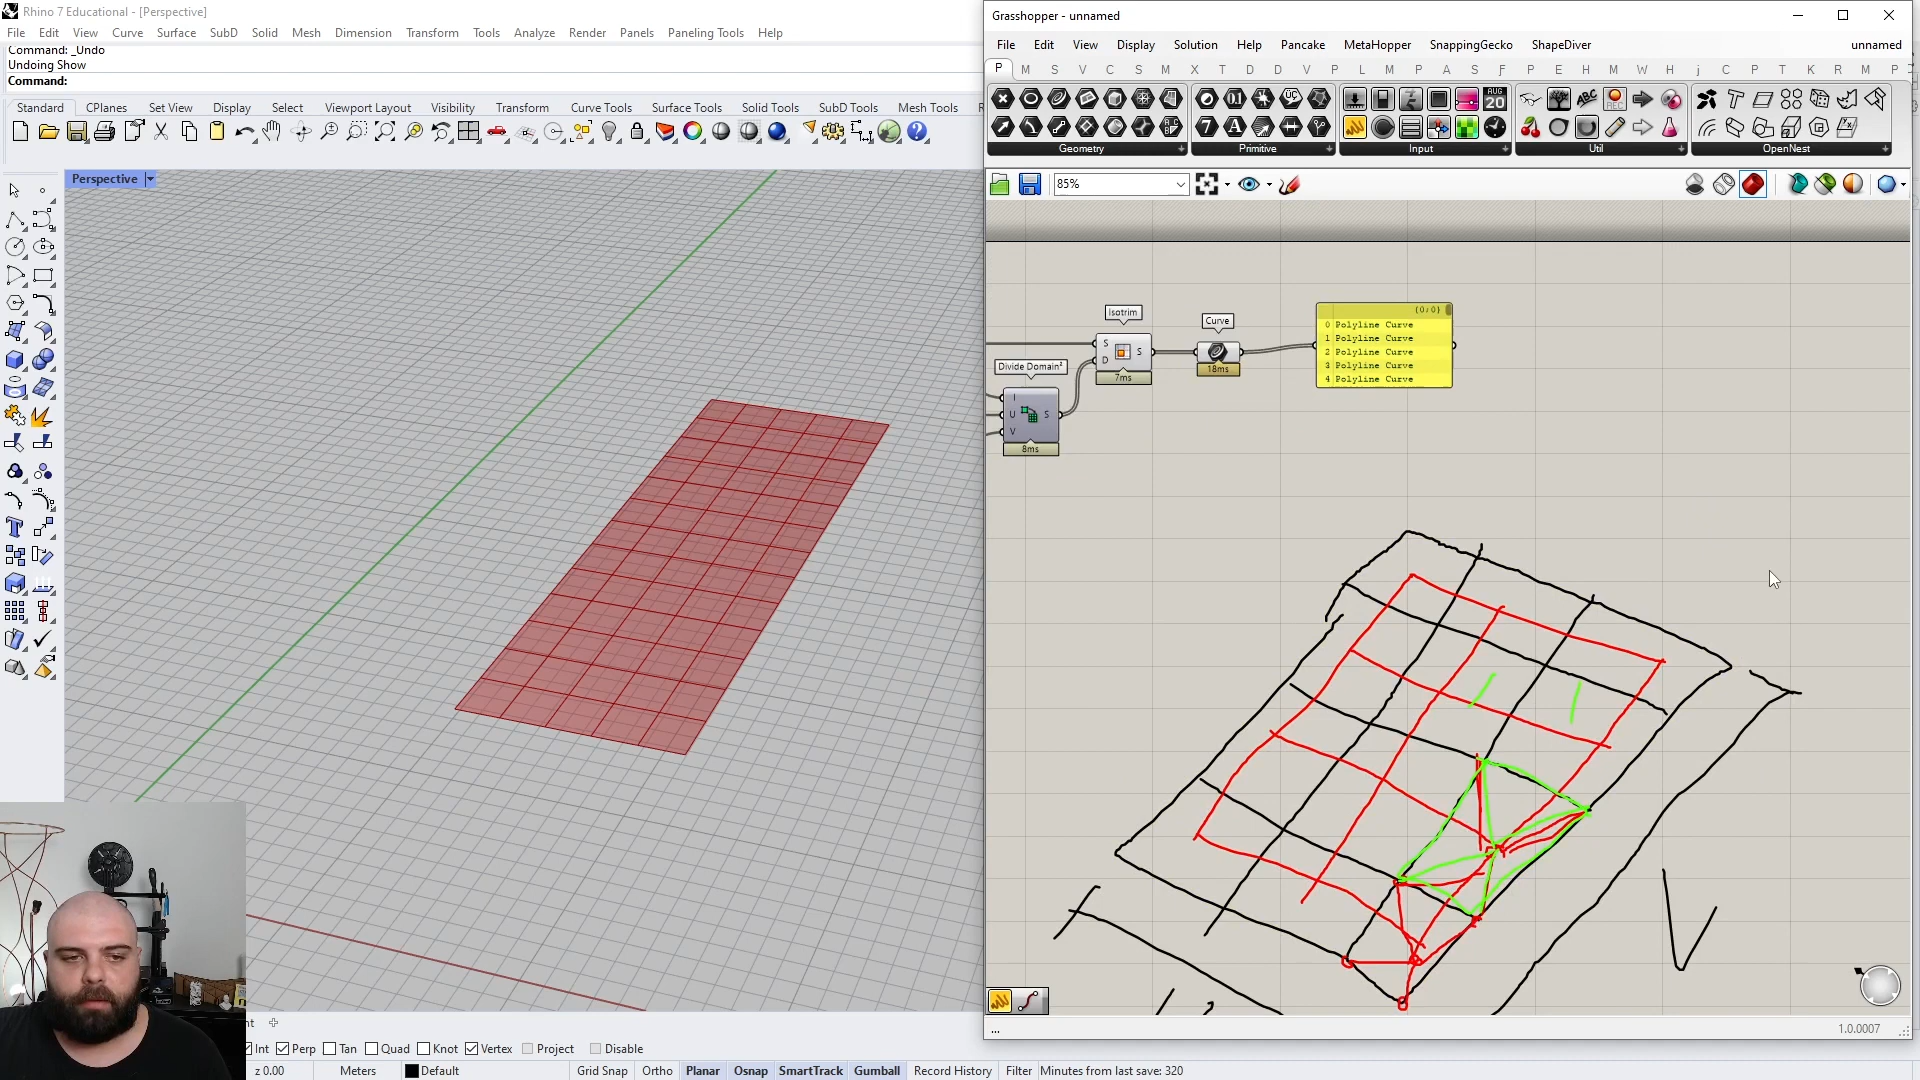 Rhino 7 Educational - [Perspective]
File Edit View Curve Surface SubD Solid Mesh Dimension Transform Tools Analyze Render Panels Paneling Tools Help
Command: _Undo
Undoing Show
Command:
Standard CPlanes Set View Display Select Viewport Layout Visibility Transform Curve Tools Surface Tools Solid Tools SubD Tools Mesh Tools
Perspective
Int Perp Tan Quad Knot Vertex Project Disable
z 0.00 Meters Default Grid Snap Ortho Planar Osnap SmartTrack Gumball Record History Filter Minutes from last save: 320
Grasshopper - unnamed
File Edit View Display Solution Help Pancake MetaHopper SnappingGecko ShapeDiver unnamed
P M S V C S M X T D D V P L M P A S F P E H M W H j C P T K R M P
Geometry Primitive Input Util OpenNest
85%
Isotrim
S
D
S
7ms
Curve
18ms
Divide Domain²
I
U
V
S
8ms
{0;0}
0 Polyline Curve
1 Polyline Curve
2 Polyline Curve
3 Polyline Curve
4 Polyline Curve
V
...
1.0.0007